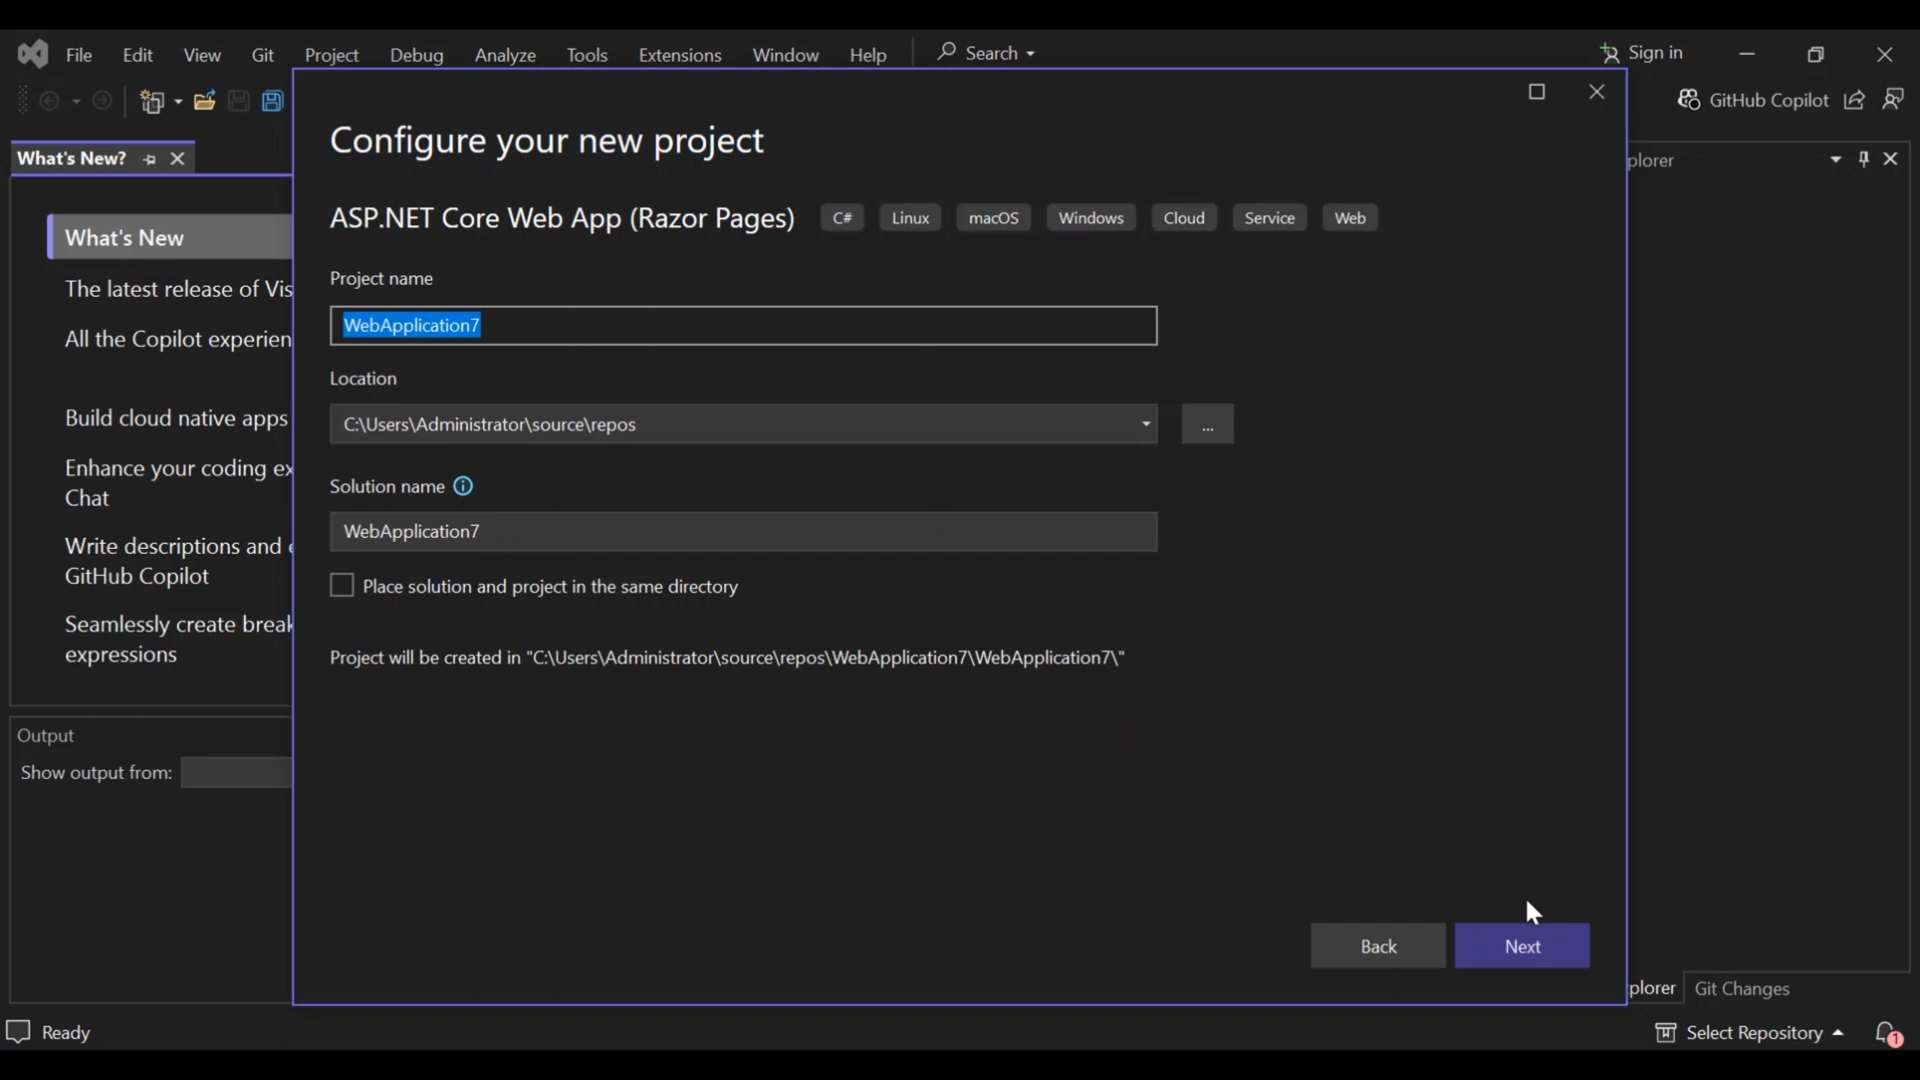 File Edit View Git Project Debug Analyze Tools Extensions Window Help Search Sign in
GitHub Copilot
What's New?
plorer
What's New
The latest release of Vis
All the Copilot experien
Build cloud native apps
Enhance your coding ex
Chat
Write descriptions and e
GitHub Copilot
Seamlessly create break
expressions
Output
Show output from:
Configure your new project
ASP.NET Core Web App (Razor Pages) C# Linux macOS Windows Cloud Service Web
Project name
WebApplication7
Location
C:\Users\Administrator\source\repos
...
Solution name
WebApplication7
Place solution and project in the same directory
Project will be created in "C:\Users\Administrator\source\repos\WebApplication7\WebApplication7\"
Back Next
plorer Git Changes
Ready
Select Repository
1